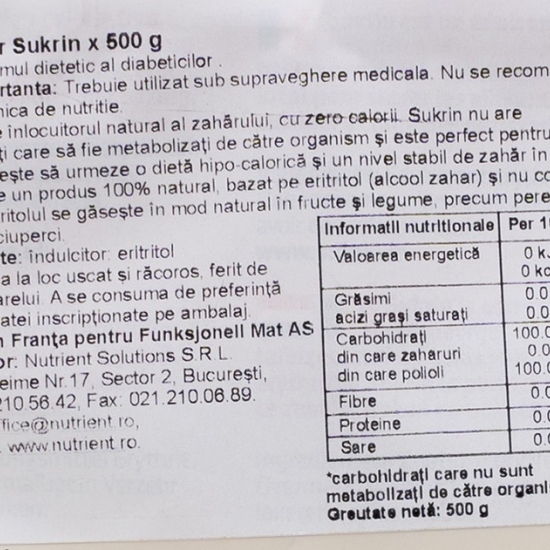 r Sukrin x 500 g
mul dietetic al diabeticilor .
rtanta: Trebuie utilizat sub supraveghere medicala. Nu se recom
nica de nutritie.
e înlocuitorul natural al zahărului, cu zero calorii. Sukrin nu are
ți care să fie metabolizați de către organism și este perfect pentru
ește să urmeze o dietă hipo-calorică și un nivel stabil de zahăr în
e un produs 100% natural, bazat pe eritritol (alcool zahar) și nu co
ritolul se găsește în mod natural în fructe și legume, precum pere
ciuperci.
te: îndulcitor: eritritol
a la loc uscat și răcoros, ferit de
arelui. A se consuma de preferință
atei inscripționate pe ambalaj.
n Franța pentru Funksjonell Mat AS
or: Nutrient Solutions S.R.L.
eime Nr.17, Sector 2, București,
210.56.42, Fax: 021.210.06.89.
ffice@nutrient.ro,
www.nutrient.ro.
Informatii nutritionale Per 1
Valoarea energetică 0 k
0 kc
Grăsimi 0.0
acizi grași saturați 0.0
Carbohidrați 100.0
din care zaharuri 0.0
din care polioli 100.0
Fibre 0.0
Proteine 0.0
Sare 0.0
*carbohidrați care nu sunt
metabolizați de către organi
Greutate netă: 500 g